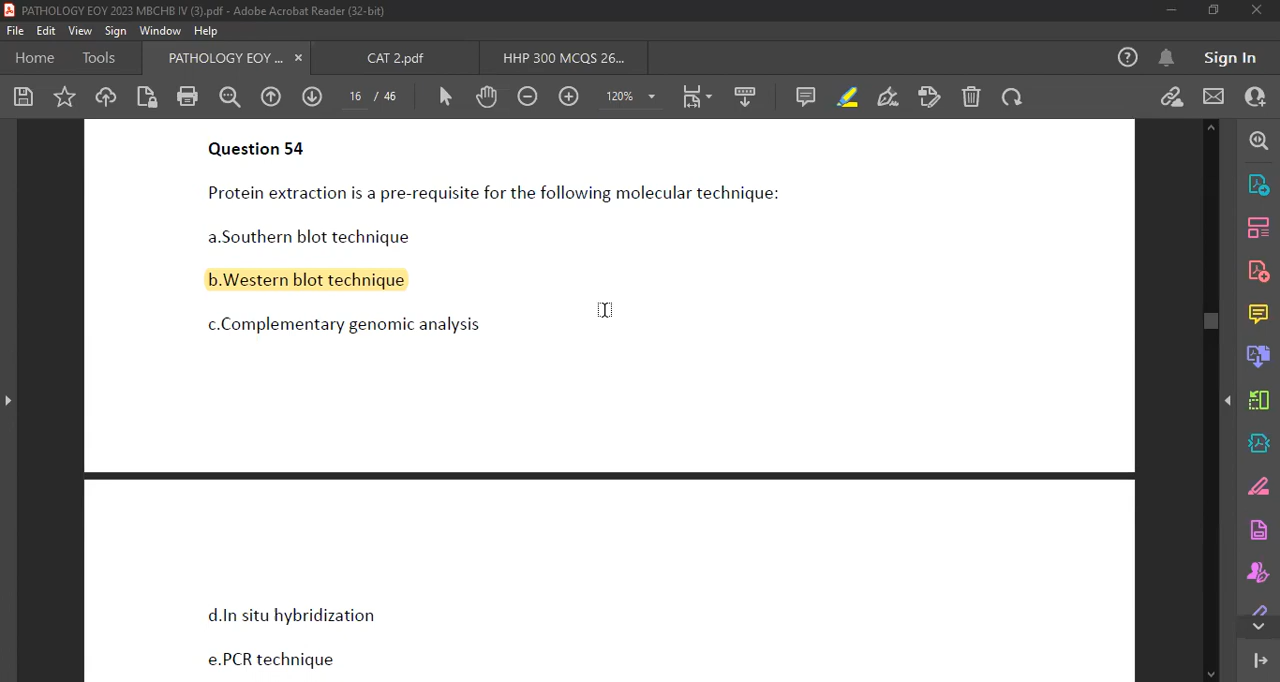 PATHOLOGY EOY 2023 MBCHB IV (3).pdf - Adobe Acrobat Reader (32-bit)
File Edit View Sign Window Help
Home Tools PATHOLOGY EOY ... × CAT 2.pdf HHP 300 MCQS 26... Sign In
16 / 46 120%
Question 54
Protein extraction is a pre-requisite for the following molecular technique:
a.Southern blot technique
b.Western blot technique
c.Complementary genomic analysis
d.In situ hybridization
e.PCR technique